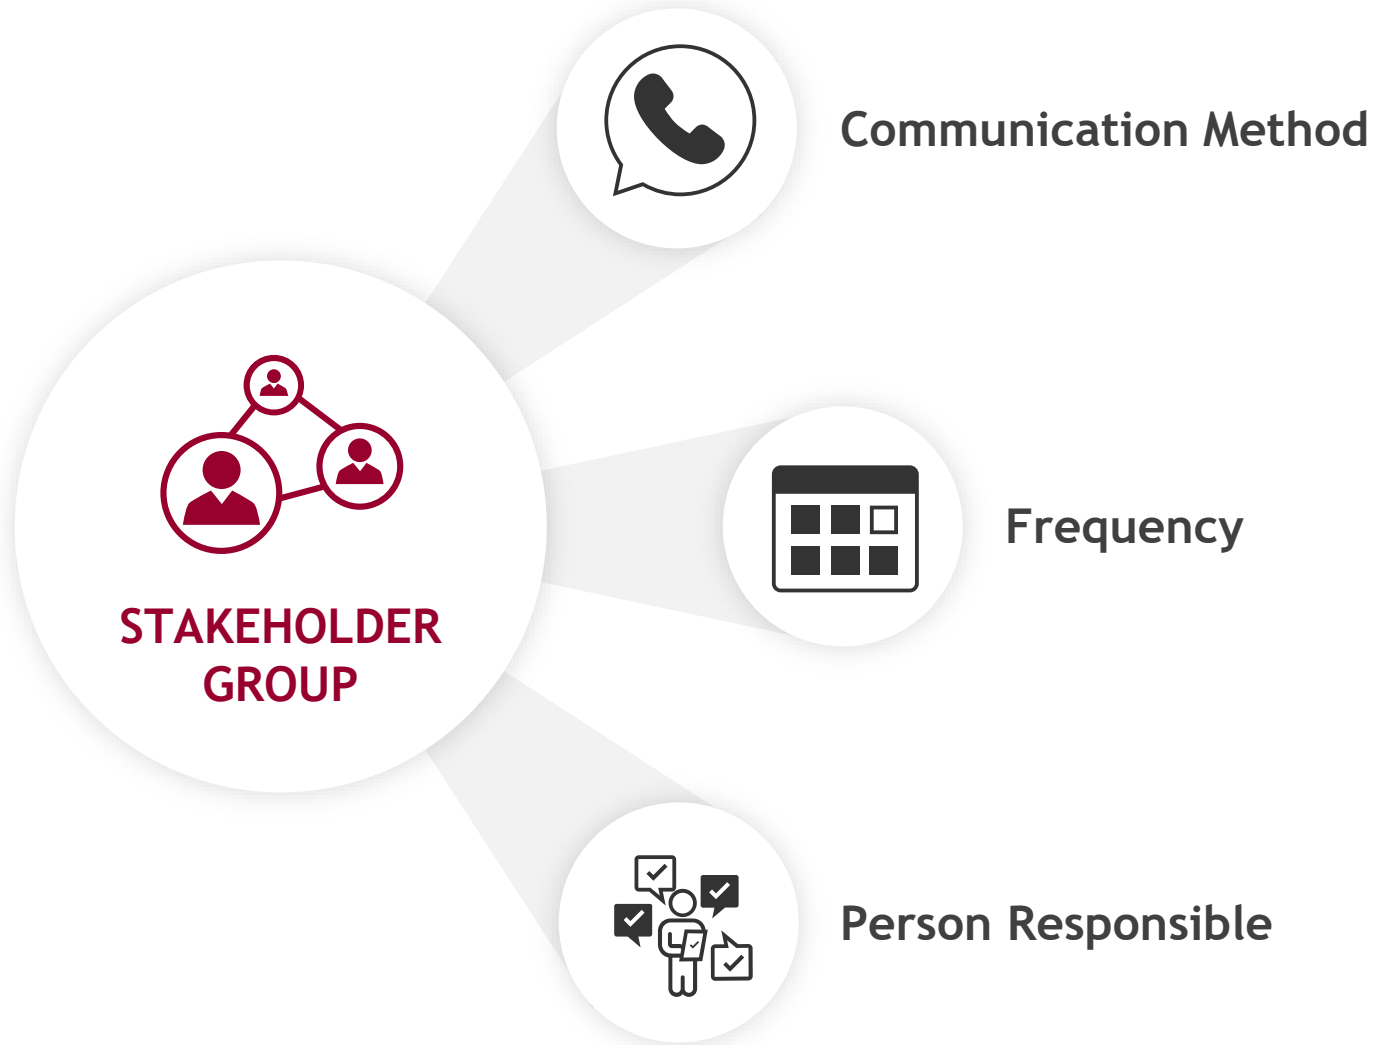 Communication Method
STAKEHOLDER
GROUP
Frequency
Person Responsible